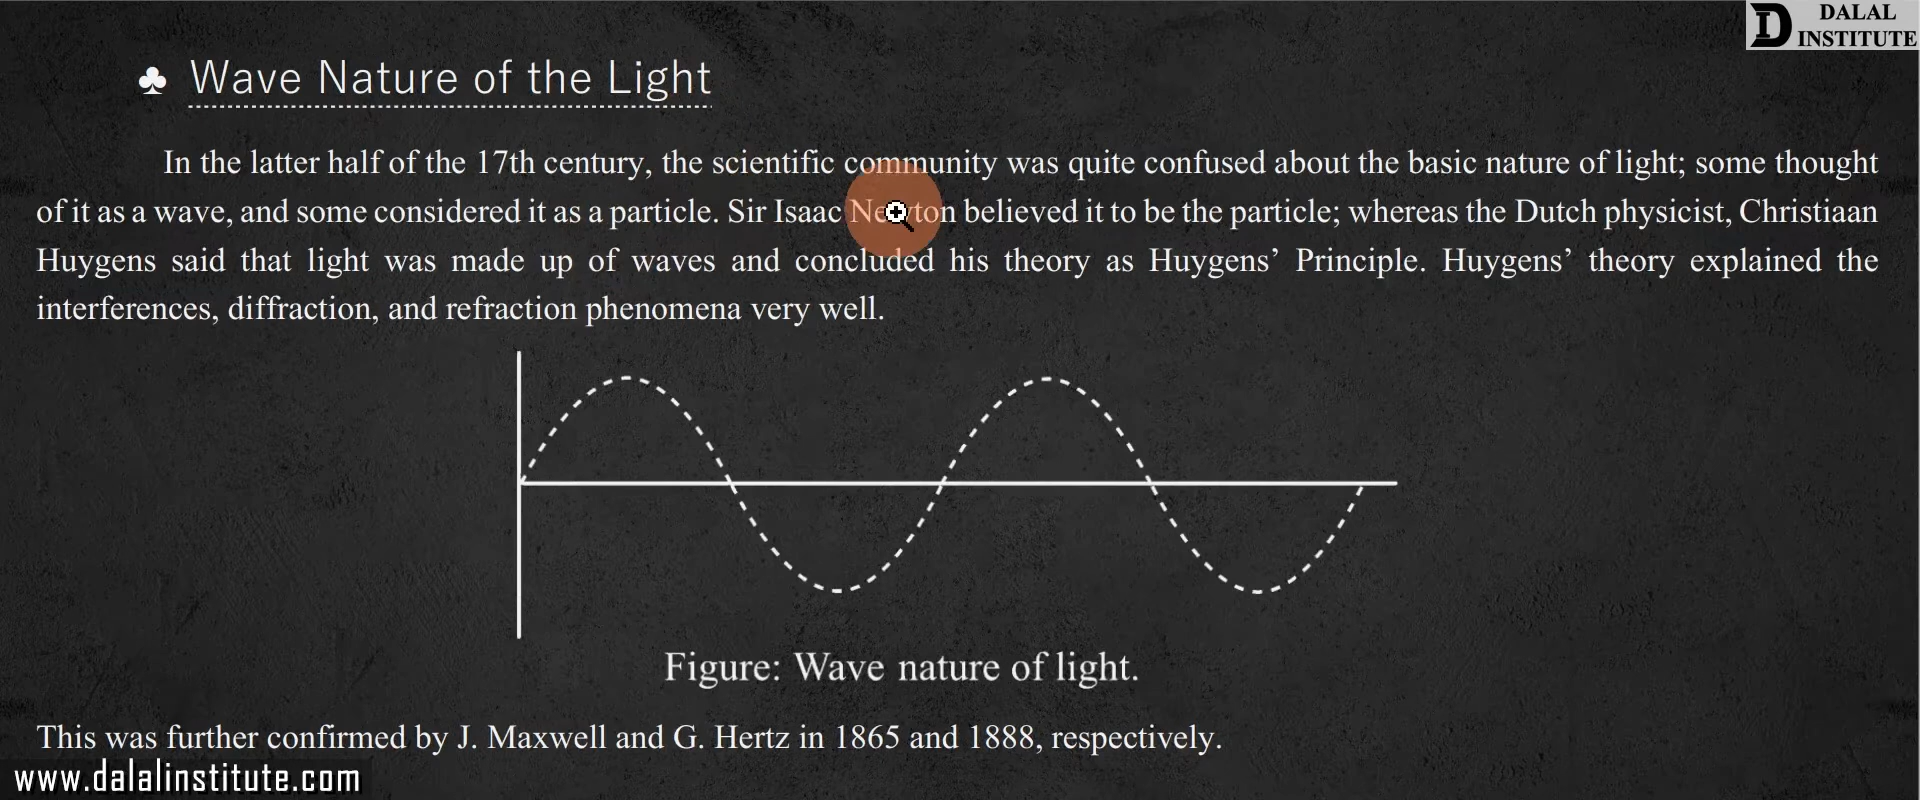 DALAL
INSTITUTE
♣ Wave Nature of the Light
In the latter half of the 17th century, the scientific community was quite confused about the basic nature of light; some thought
of it as a wave, and some considered it as a particle. Sir Isaac Newton believed it to be the particle; whereas the Dutch physicist, Christiaan
Huygens said that light was made up of waves and concluded his theory as Huygens’ Principle. Huygens’ theory explained the
interferences, diffraction, and refraction phenomena very well.
Figure: Wave nature of light.
This was further confirmed by J. Maxwell and G. Hertz in 1865 and 1888, respectively.
www.dalalinstitute.com